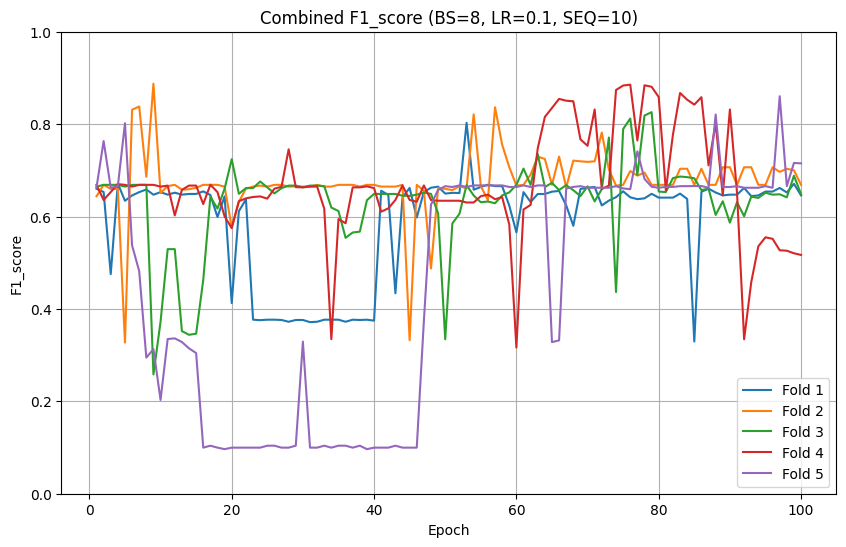 Combined F1_score (BS=8, LR=0.1, SEQ=10)
F1_score
1.0
0.8
0.6
0.4
0.2
0.0
0
20
40
60
80
100
Epoch
Fold 1
Fold 2
Fold 3
Fold 4
Fold 5